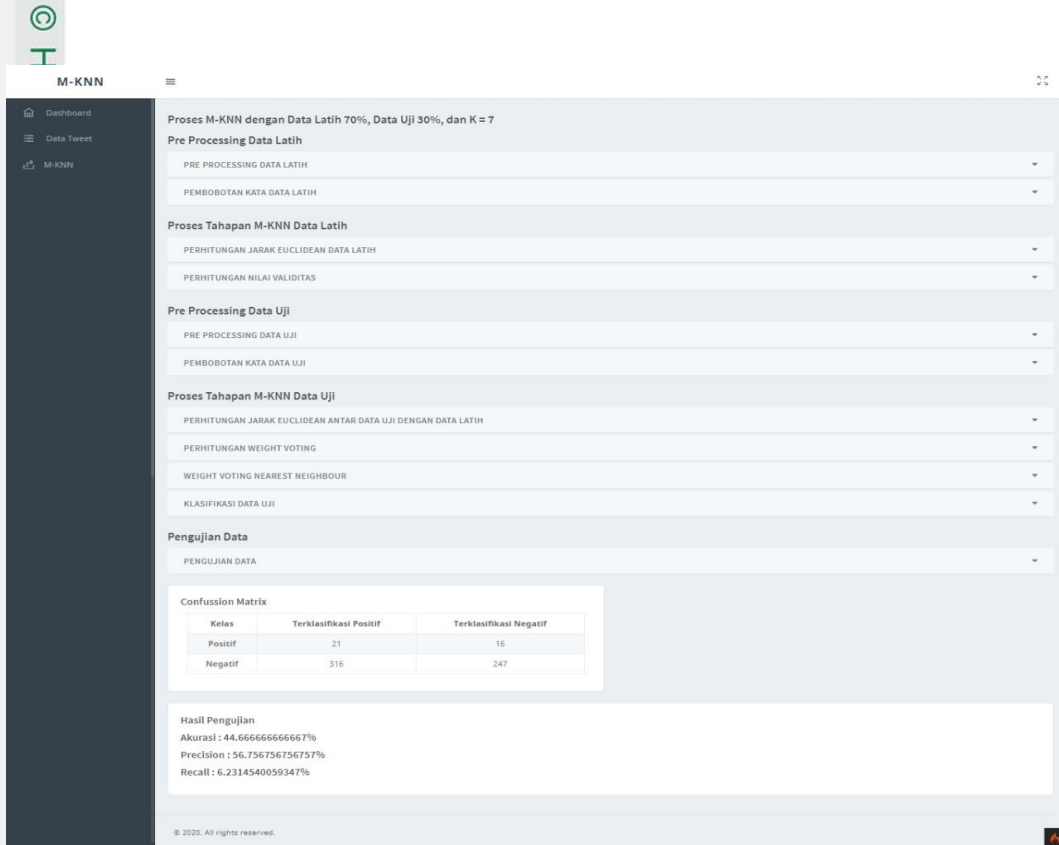 ©
H
M-KNN
Dashboard
Data Tweet
M-KNN
Proses M-KNN dengan Data Latih 70%, Data Uji 30%, dan K = 7
Pre Processing Data Latih
PRE PROCESSING DATA LATIH
PEMBOBOTAN KATA DATA LATIH
Proses Tahapan M-KNN Data Latih
PERHITUNGAN JARAK EUCLIDEAN DATA LATIH
PERHITUNGAN NILAI VALIDITAS
Pre Processing Data Uji
PRE PROCESSING DATA UJI
PEMBOBOTAN KATA DATA UJI
Proses Tahapan M-KNN Data Uji
PERHITUNGAN JARAK EUCLIDEAN ANTAR DATA UJI DENGAN DATA LATIH
PERHITUNGAN WEIGHT VOTING
WEIGHT VOTING NEAREST NEIGHBOUR
KLASIFIKASI DATA UJI
Pengujian Data
PENGUJIAN DATA
Confussion Matrix
Kelas Terklasifikasi Positif Terklasifikasi Negatif
Positif 21 16
Negatif 316 247
Hasil Pengujian
Akurasi : 44.666666666667%
Precision : 56.756756756757%
Recall : 6.2314540059347%
© 2020. All rights reserved.